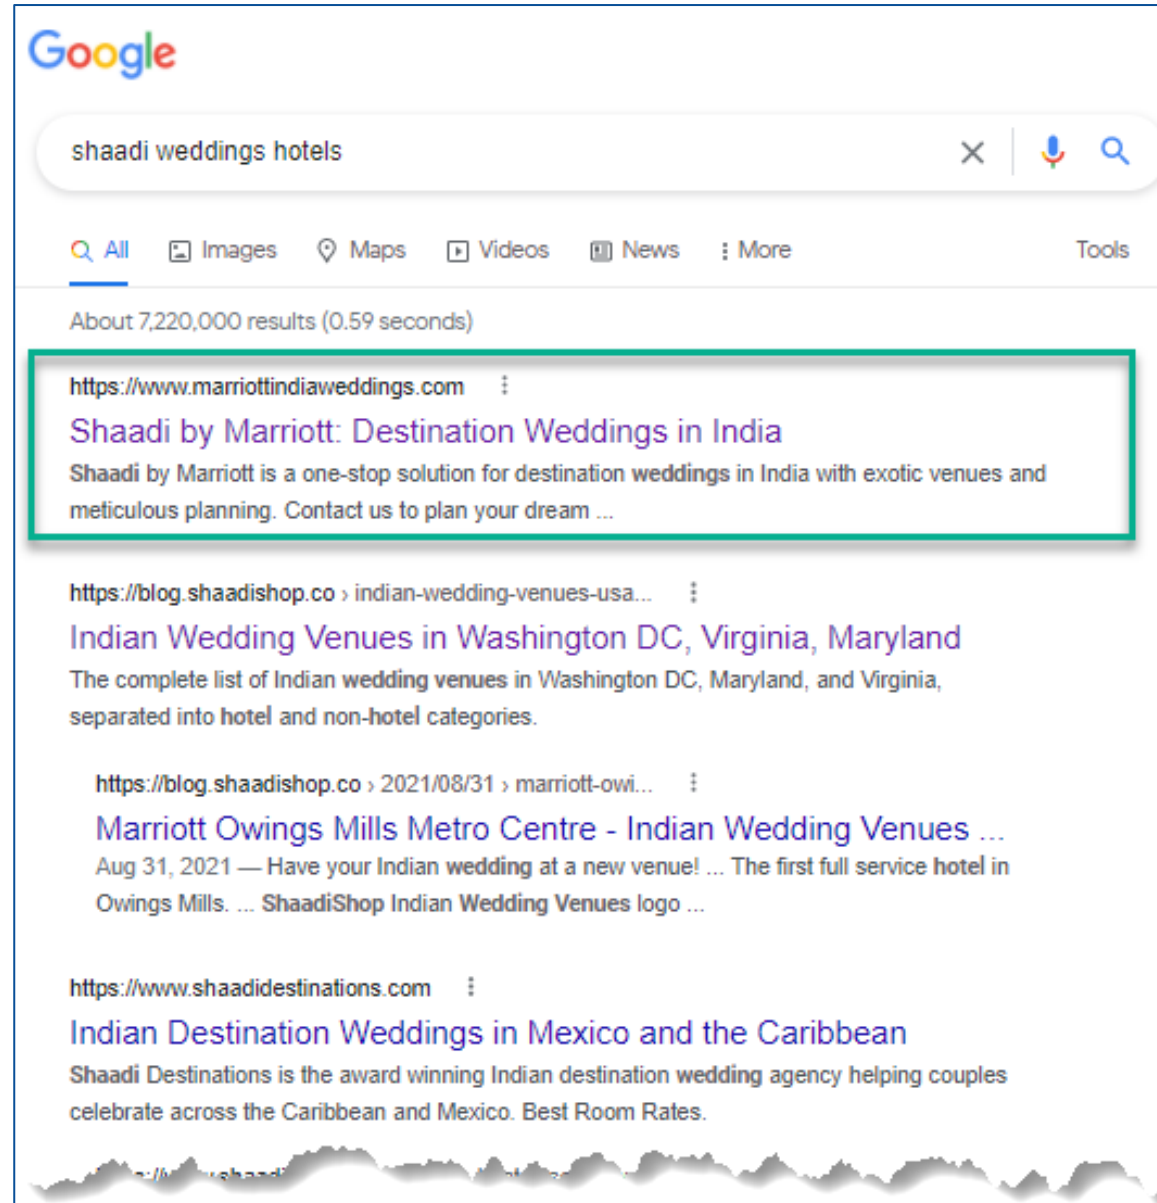 Google
shaadi weddings hotels
All Images Maps Videos News More Tools
About 7,220,000 results (0.59 seconds)
https://www.marriottindiaweddings.com
Shaadi by Marriott: Destination Weddings in India
Shaadi by Marriott is a one-stop solution for destination weddings in India with exotic venues and
meticulous planning. Contact us to plan your dream ...
https://blog.shaadishop.co › indian-wedding-venues-usa...
Indian Wedding Venues in Washington DC, Virginia, Maryland
The complete list of Indian wedding venues in Washington DC, Maryland, and Virginia,
separated into hotel and non-hotel categories.
https://blog.shaadishop.co › 2021/08/31 › marriott-owi...
Marriott Owings Mills Metro Centre - Indian Wedding Venues ...
Aug 31, 2021 — Have your Indian wedding at a new venue! ... The first full service hotel in
Owings Mills. ... ShaadiShop Indian Wedding Venues logo ...
https://www.shaadidestinations.com
Indian Destination Weddings in Mexico and the Caribbean
Shaadi Destinations is the award winning Indian destination wedding agency helping couples
celebrate across the Caribbean and Mexico. Best Room Rates.